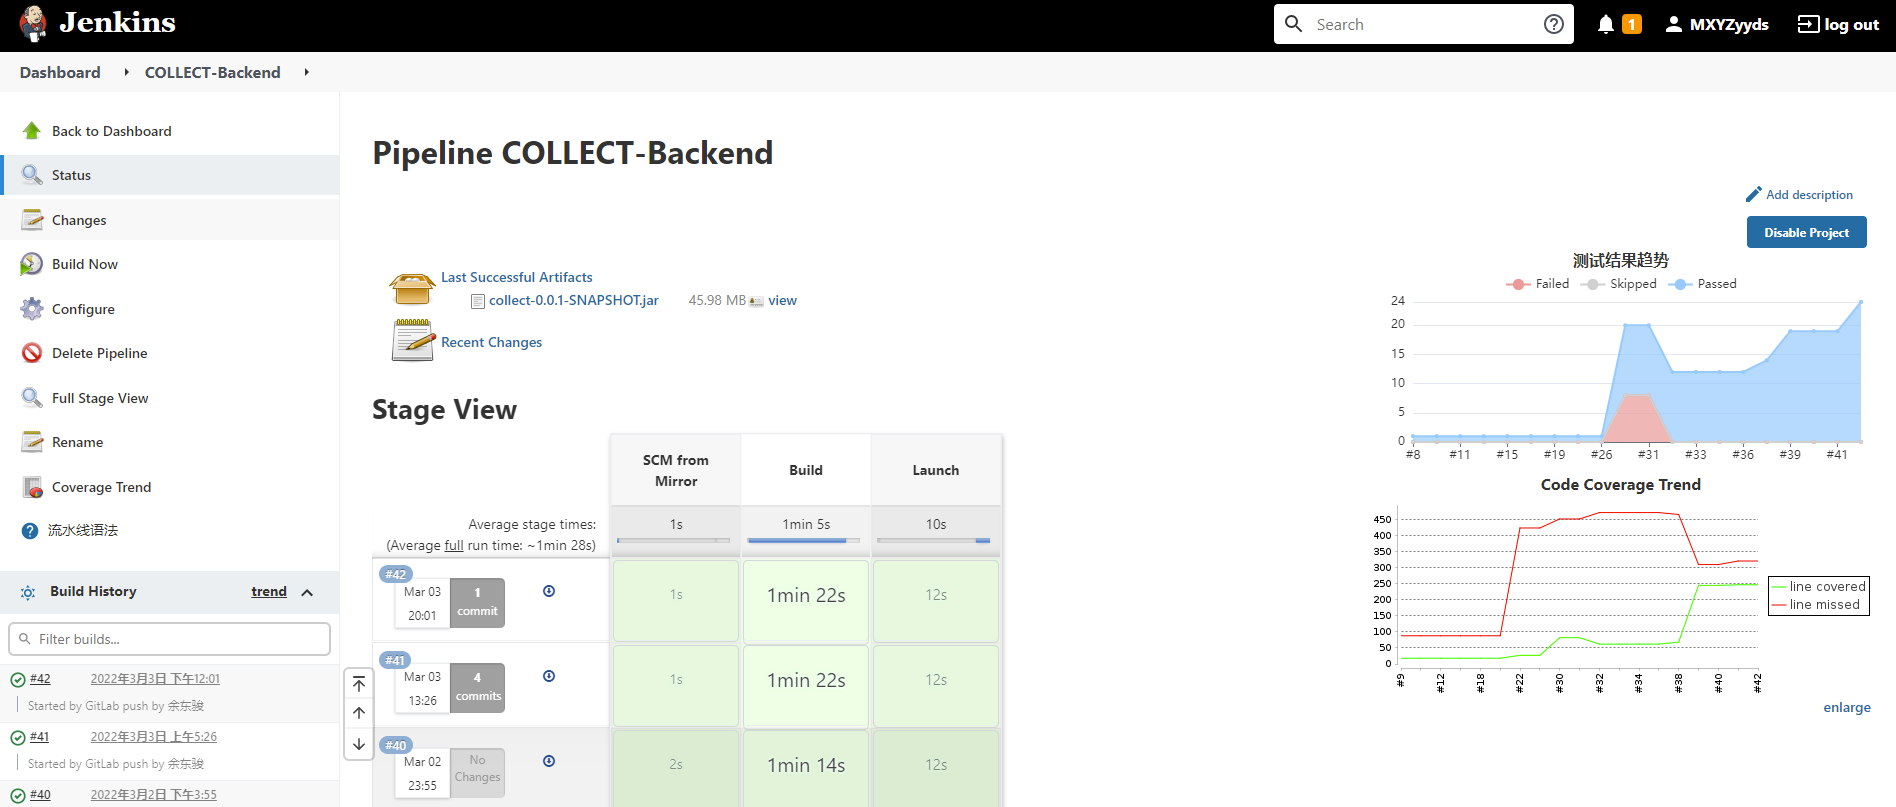 Jenkins
Search
1
MXYZyyds
log out
Dashboard
COLLECT-Backend
Back to Dashboard
Status
Changes
Build Now
Configure
Delete Pipeline
Full Stage View
Rename
Coverage Trend
流水线语法
Build History
trend
Filter builds...
#42 2022年3月3日 下午12:01
Started by GitLab push by 余东骏
#41 2022年3月3日 上午5:26
Started by GitLab push by 余东骏
#40 2022年3月2日 下午3:55
Pipeline COLLECT-Backend
Add description
Disable Project
Last Successful Artifacts
collect-0.0.1-SNAPSHOT.jar 45.98 MB view
Recent Changes
Stage View
SCM from
Mirror
Build
Launch
Average stage times:
(Average full run time: ~1min 28s)
1s
1min 5s
10s
#42
Mar 03
20:01
1
commit
1s
1min 22s
12s
#41
Mar 03
13:26
4
commits
1s
1min 22s
12s
#40
Mar 02
23:55
No
Changes
2s
1min 14s
12s
测试结果趋势
Failed Skipped Passed
24
20
15
10
5
0
#8 #11 #15 #19 #26 #31 #33 #36 #39 #41
Code Coverage Trend
450
400
350
300
250
200
150
100
50
0
#9 #12 #18 #22 #30 #32 #34 #38 #40 #42
line covered
line missed
enlarge